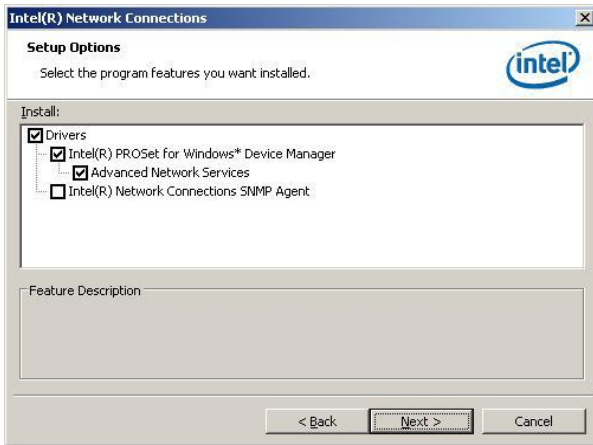 Intel(R) Network Connections
Setup Options
Select the program features you want installed.
intel
Install:
Drivers
Intel(R) PROSet for Windows* Device Manager
Advanced Network Services
Intel(R) Network Connections SNMP Agent
Feature Description
< Back
Next >
Cancel